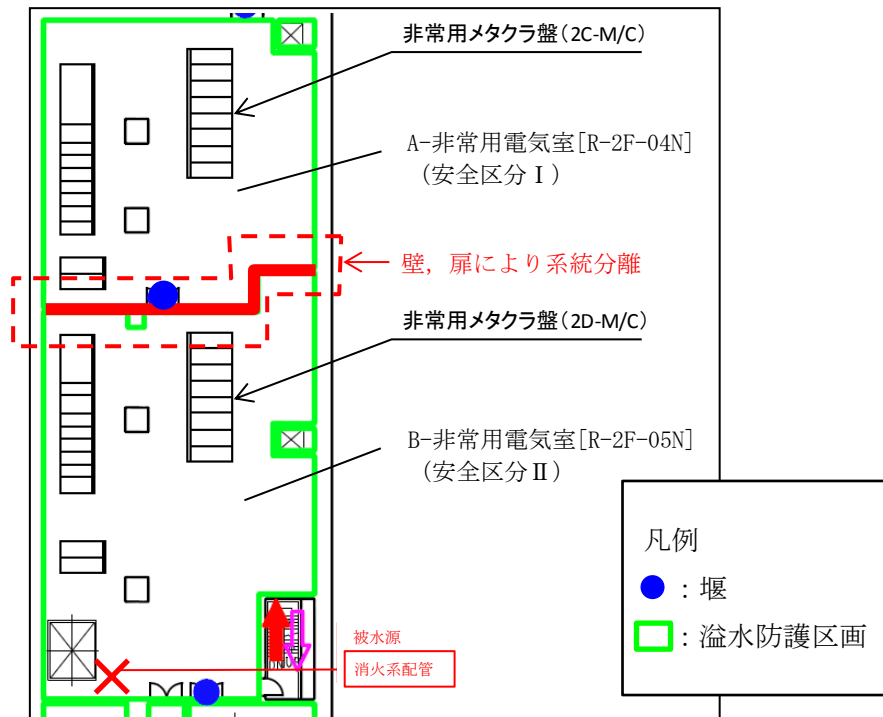 非常用メタクラ盤(2C-M/C)
A-非常用電気室[R-2F-04N]
(安全区分Ⅰ)
壁，扉により系統分離
非常用メタクラ盤(2D-M/C)
B-非常用電気室[R-2F-05N]
(安全区分Ⅱ)
凡例
：堰
：溢水防護区画
被水源
消火系配管